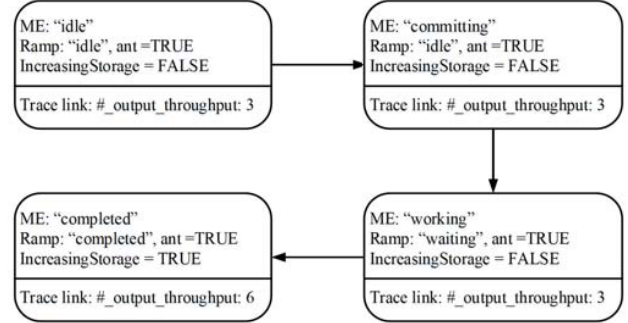 ME: “idle”
Ramp: “idle”, ant =TRUE
IncreasingStorage = FALSE
Trace link: #_output_throughput: 3
ME: “committing”
Ramp: “idle”, ant =TRUE
IncreasingStorage = FALSE
Trace link: #_output_throughput: 3
ME: “working”
Ramp: “waiting”, ant =TRUE
IncreasingStorage = FALSE
Trace link: #_output_throughput: 3
ME: “completed”
Ramp: “completed”, ant =TRUE
IncreasingStorage = TRUE
Trace link: #_output_throughput: 6